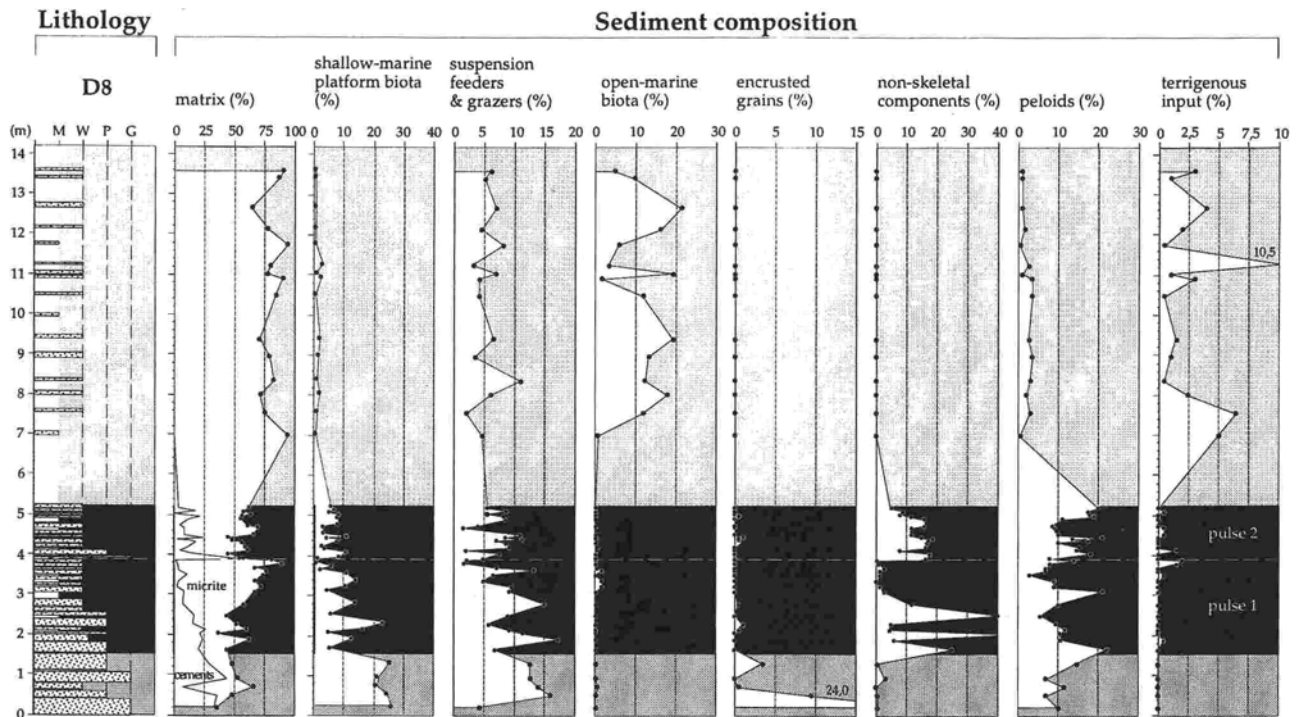 Lithology
Sediment composition
D8
matrix (%)
shallow-marine
platform biota
(%)
suspension
feeders
& grazers (%)
open-marine
biota (%)
encrusted
grains (%)
non-skeletal
components (%)
peloids (%)
terrigenous
input (%)
(m) M W P G
0 25 50 75 100
0 10 20 30 40
0 5 10 15 20
0 10 20 30
0 5 10 15
0 10 20 30 40
0 10 20 30
0 2,5 5 7,5 10
14
13
12
11
10
9
8
7
6
5
4
3
2
1
0
10,5
pulse 2
micrite
pulse 1
cements
24,0